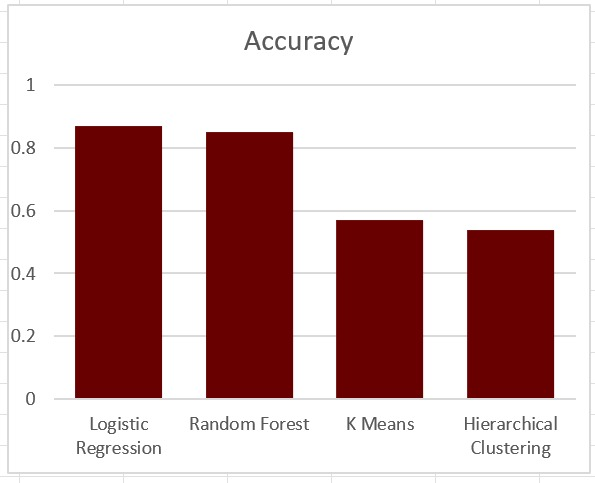 Accuracy
1
0.8
0.6
0.4
0.2
0
Logistic
Regression
Random Forest
K Means
Hierarchical
Clustering